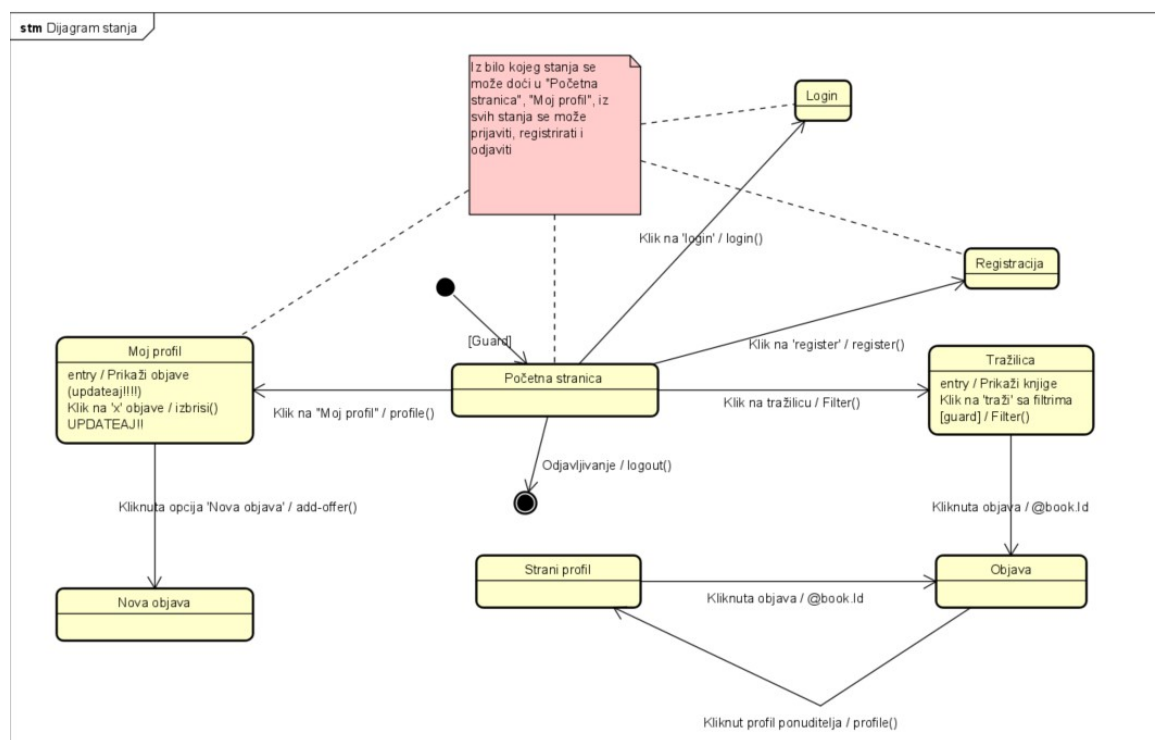 stm Dijagram stanja
Iz bilo kojeg stanja se
može doći u "Početna
stranica", "Moj profil", iz
svih stanja se može
prijaviti, registrirati i
odjaviti
Login
Klik na 'login' / login()
Registracija
[Guard]
Klik na 'register' / register()
Moj profil
entry / Prikaži objave
(updateaj!!!!)
Klik na 'x' objave / izbrisi()
UPDATEAJ!!
Klik na "Moj profil" / profile()
Početna stranica
Klik na tražilicu / Filter()
Tražilica
entry / Prikaži knjige
Klik na 'traži' sa filtrima
[guard] / Filter()
Odjavljivanje / logout()
Kliknuta opcija 'Nova objava' / add-offer()
Kliknuta objava / @book.Id
Nova objava
Strani profil
Kliknuta objava / @book.Id
Objava
Kliknut profil ponuditelja / profile()